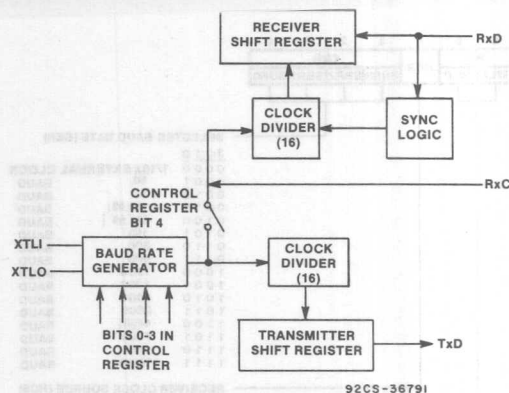 RECEIVER
SHIFT REGISTER
RxD
CLOCK
DIVIDER
(16)
SYNC
LOGIC
RxC
CONTROL
REGISTER
BIT 4
XTLI
XTLO
BAUD RATE
GENERATOR
CLOCK
DIVIDER
(16)
BITS 0-3 IN
CONTROL
REGISTER
TRANSMITTER
SHIFT REGISTER
TxD
92CS-36791